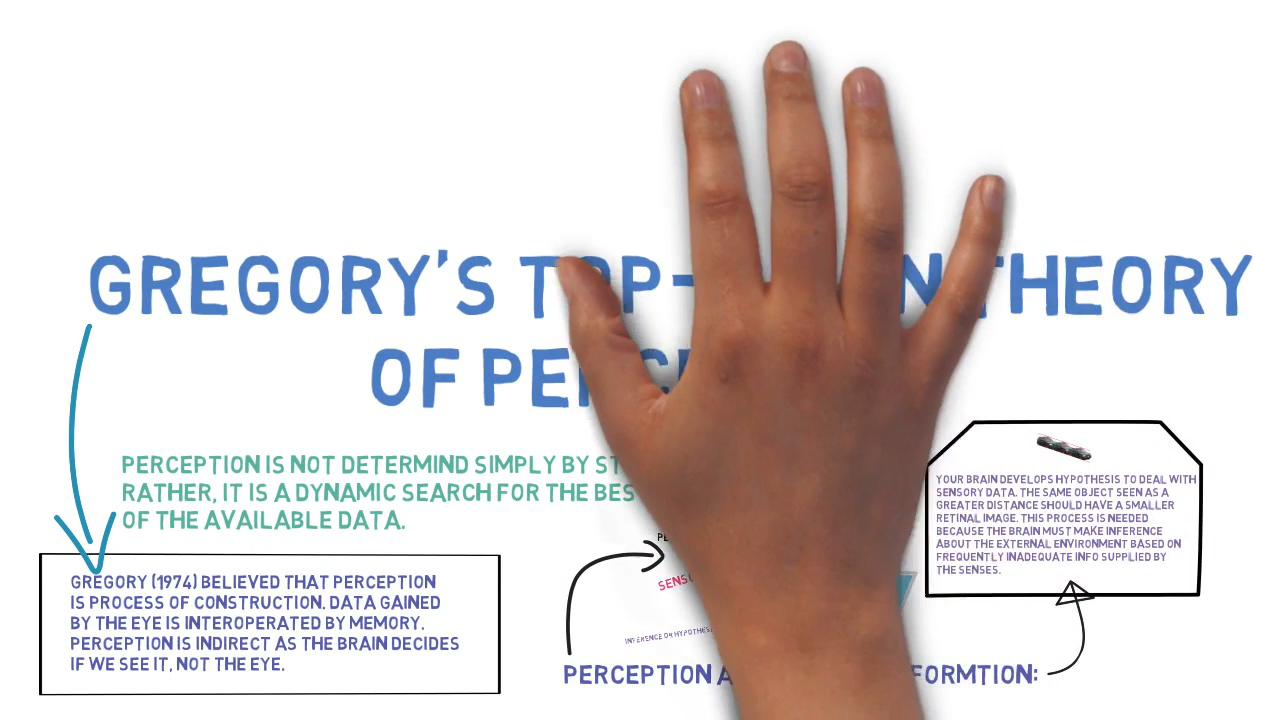 GREGORY'S TOP- N THEORY
OF PERCE
PERCEPTION IS NOT DETERMIND SIMPLY BY ST
RATHER, IT IS A DYNAMIC SEARCH FOR THE BES
OF THE AVAILABLE DATA.
GREGORY (1974) BELIEVED THAT PERCEPTION
IS PROCESS OF CONSTRUCTION. DATA GAINED
BY THE EYE IS INTEROPERATED BY MEMORY.
PERCEPTION IS INDIRECT AS THE BRAIN DECIDES
IF WE SEE IT, NOT THE EYE.
PE
SENS
INFERENCE OR HYPOTHES
PERCEPTION A FORMTION:
YOUR BRAIN DEVELOPS HYPOTHESIS TO DEAL WITH
SENSORY DATA. THE SAME OBJECT SEEN AS A
GREATER DISTANCE SHOULD HAVE A SMALLER
RETINAL IMAGE. THIS PROCESS IS NEEDED
BECAUSE THE BRAIN MUST MAKE INFERENCE
ABOUT THE EXTERNAL ENVIRONMENT BASED ON
FREQUENTLY INADEQUATE INFO SUPPLIED BY
THE SENSES.